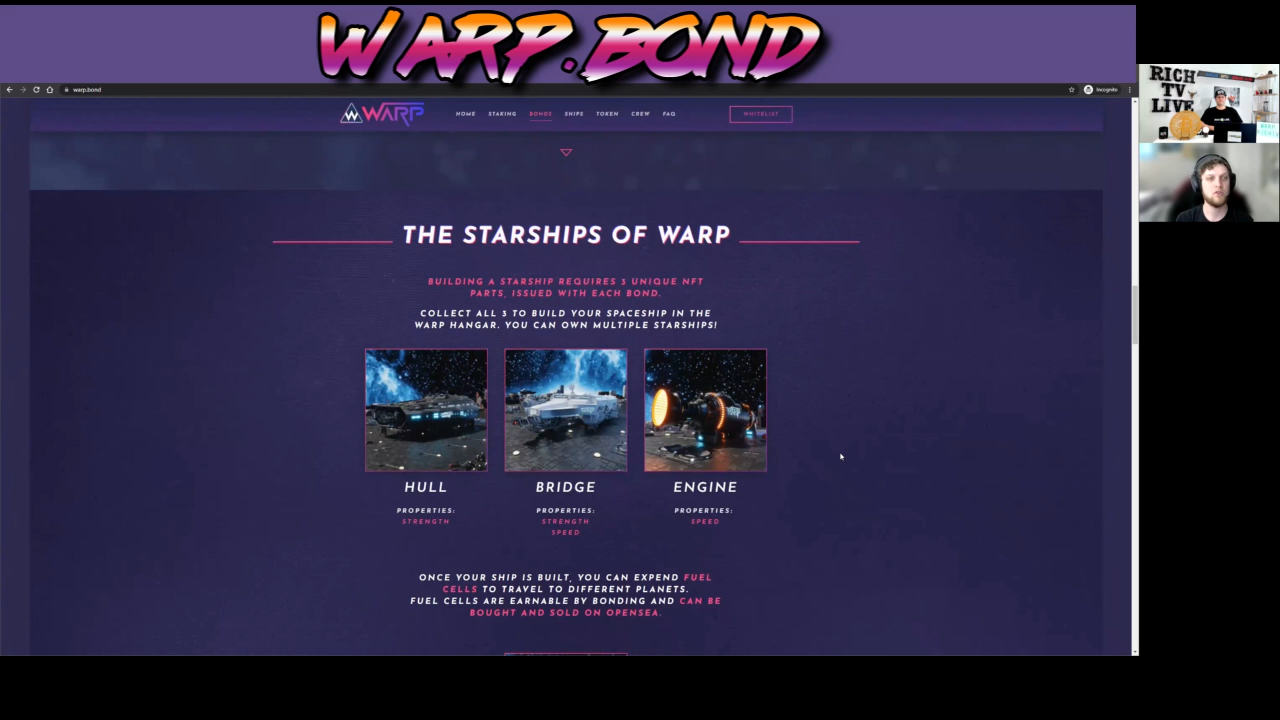 WARP.BOND
warp.bond
Incognito
WARP
HOME STAKING BONDS SHIPS TOKEN CREW FAQ WHITELIST
RICH
TV
LIVE
THE STARSHIPS OF WARP
BUILDING A STARSHIP REQUIRES 3 UNIQUE NFT
PARTS, ISSUED WITH EACH BOND.
COLLECT ALL 3 TO BUILD YOUR SPACESHIP IN THE
WARP HANGAR. YOU CAN OWN MULTIPLE STARSHIPS!
HULL BRIDGE ENGINE
PROPERTIES: PROPERTIES: PROPERTIES:
STRENGTH STRENGTH SPEED
SPEED
ONCE YOUR SHIP IS BUILT, YOU CAN EXPEND FUEL
CELLS TO TRAVEL TO DIFFERENT PLANETS.
FUEL CELLS ARE EARNABLE BY BONDING AND CAN BE
BOUGHT AND SOLD ON OPENSEA.